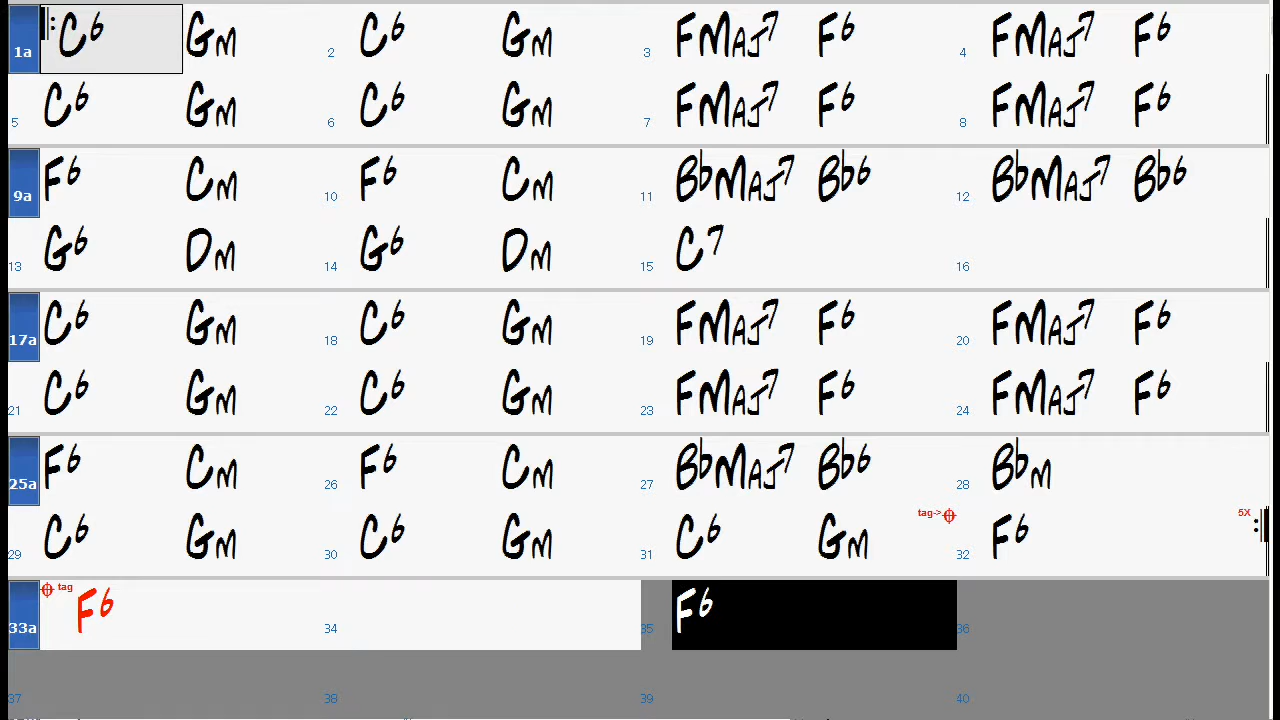 1a C6 Gm 2 C6 Gm 3 FMaj7 F6 4 FMaj7 F6
5 C6 Gm 6 C6 Gm 7 FMaj7 F6 8 FMaj7 F6
9a F6 Cm 10 F6 Cm 11 BbMaj7 Bb6 12 BbMaj7 Bb6
13 G6 Dm 14 G6 Dm 15 C7 16
17a C6 Gm 18 C6 Gm 19 FMaj7 F6 20 FMaj7 F6
21 C6 Gm 22 C6 Gm 23 FMaj7 F6 24 FMaj7 F6
25a F6 Cm 26 F6 Cm 27 BbMaj7 Bb6 28 Bbm
tag-> 5X
29 C6 Gm 30 C6 Gm 31 C6 Gm 32 F6
tag
33a F6 34 35 F6 36
37 38 39 40